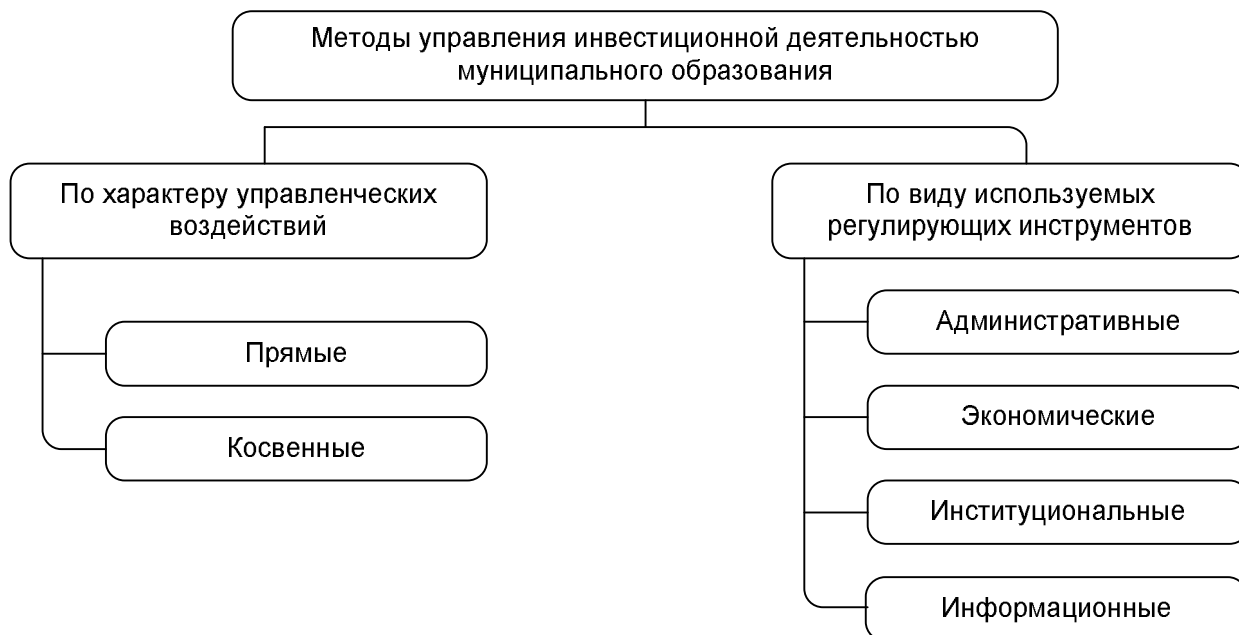 Методы управления инвестиционной деятельностью
муниципального образования
По характеру управленческих
воздействий
Прямые
Косвенные
По виду используемых
регулирующих инструментов
Административные
Экономические
Институциональные
Информационные